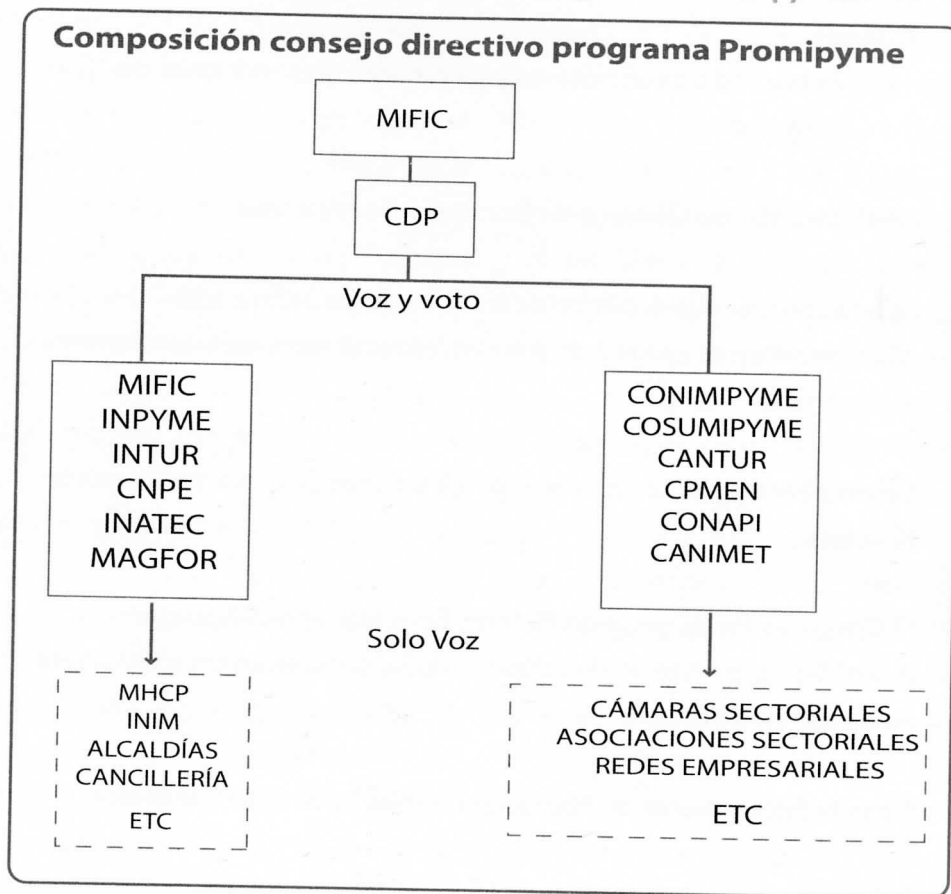 Composición consejo directivo programa Promipyme
MIFIC
CDP
Voz y voto
MIFIC
INPYME
INTUR
CNPE
INATEC
MAGFOR
CONIMIPYME
COSUMIPYME
CANTUR
CPMEN
CONAPI
CANIMET
Solo Voz
MHCP
INIM
ALCALDÍAS
CANCILLERÍA
ETC
CÁMARAS SECTORIALES
ASOCIACIONES SECTORIALES
REDES EMPRESARIALES
ETC